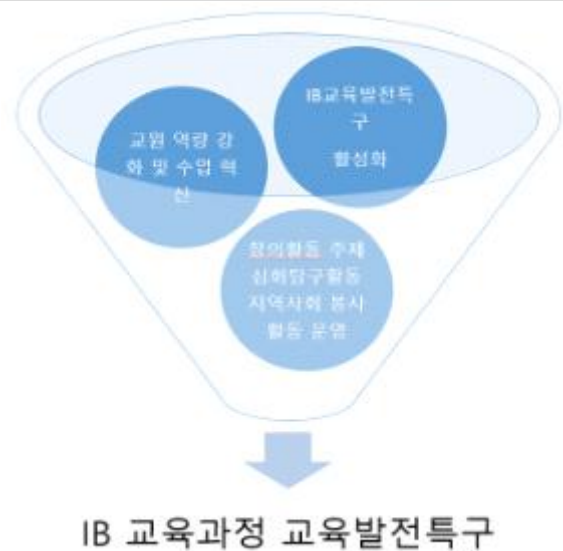 IB교육발전특
구
활성화
교원 역량 강
화 및 수업 혁
신
창의활동 주제
심화탐구활동
지역사회 봉사
활동 운영
IB 교육과정 교육발전특구